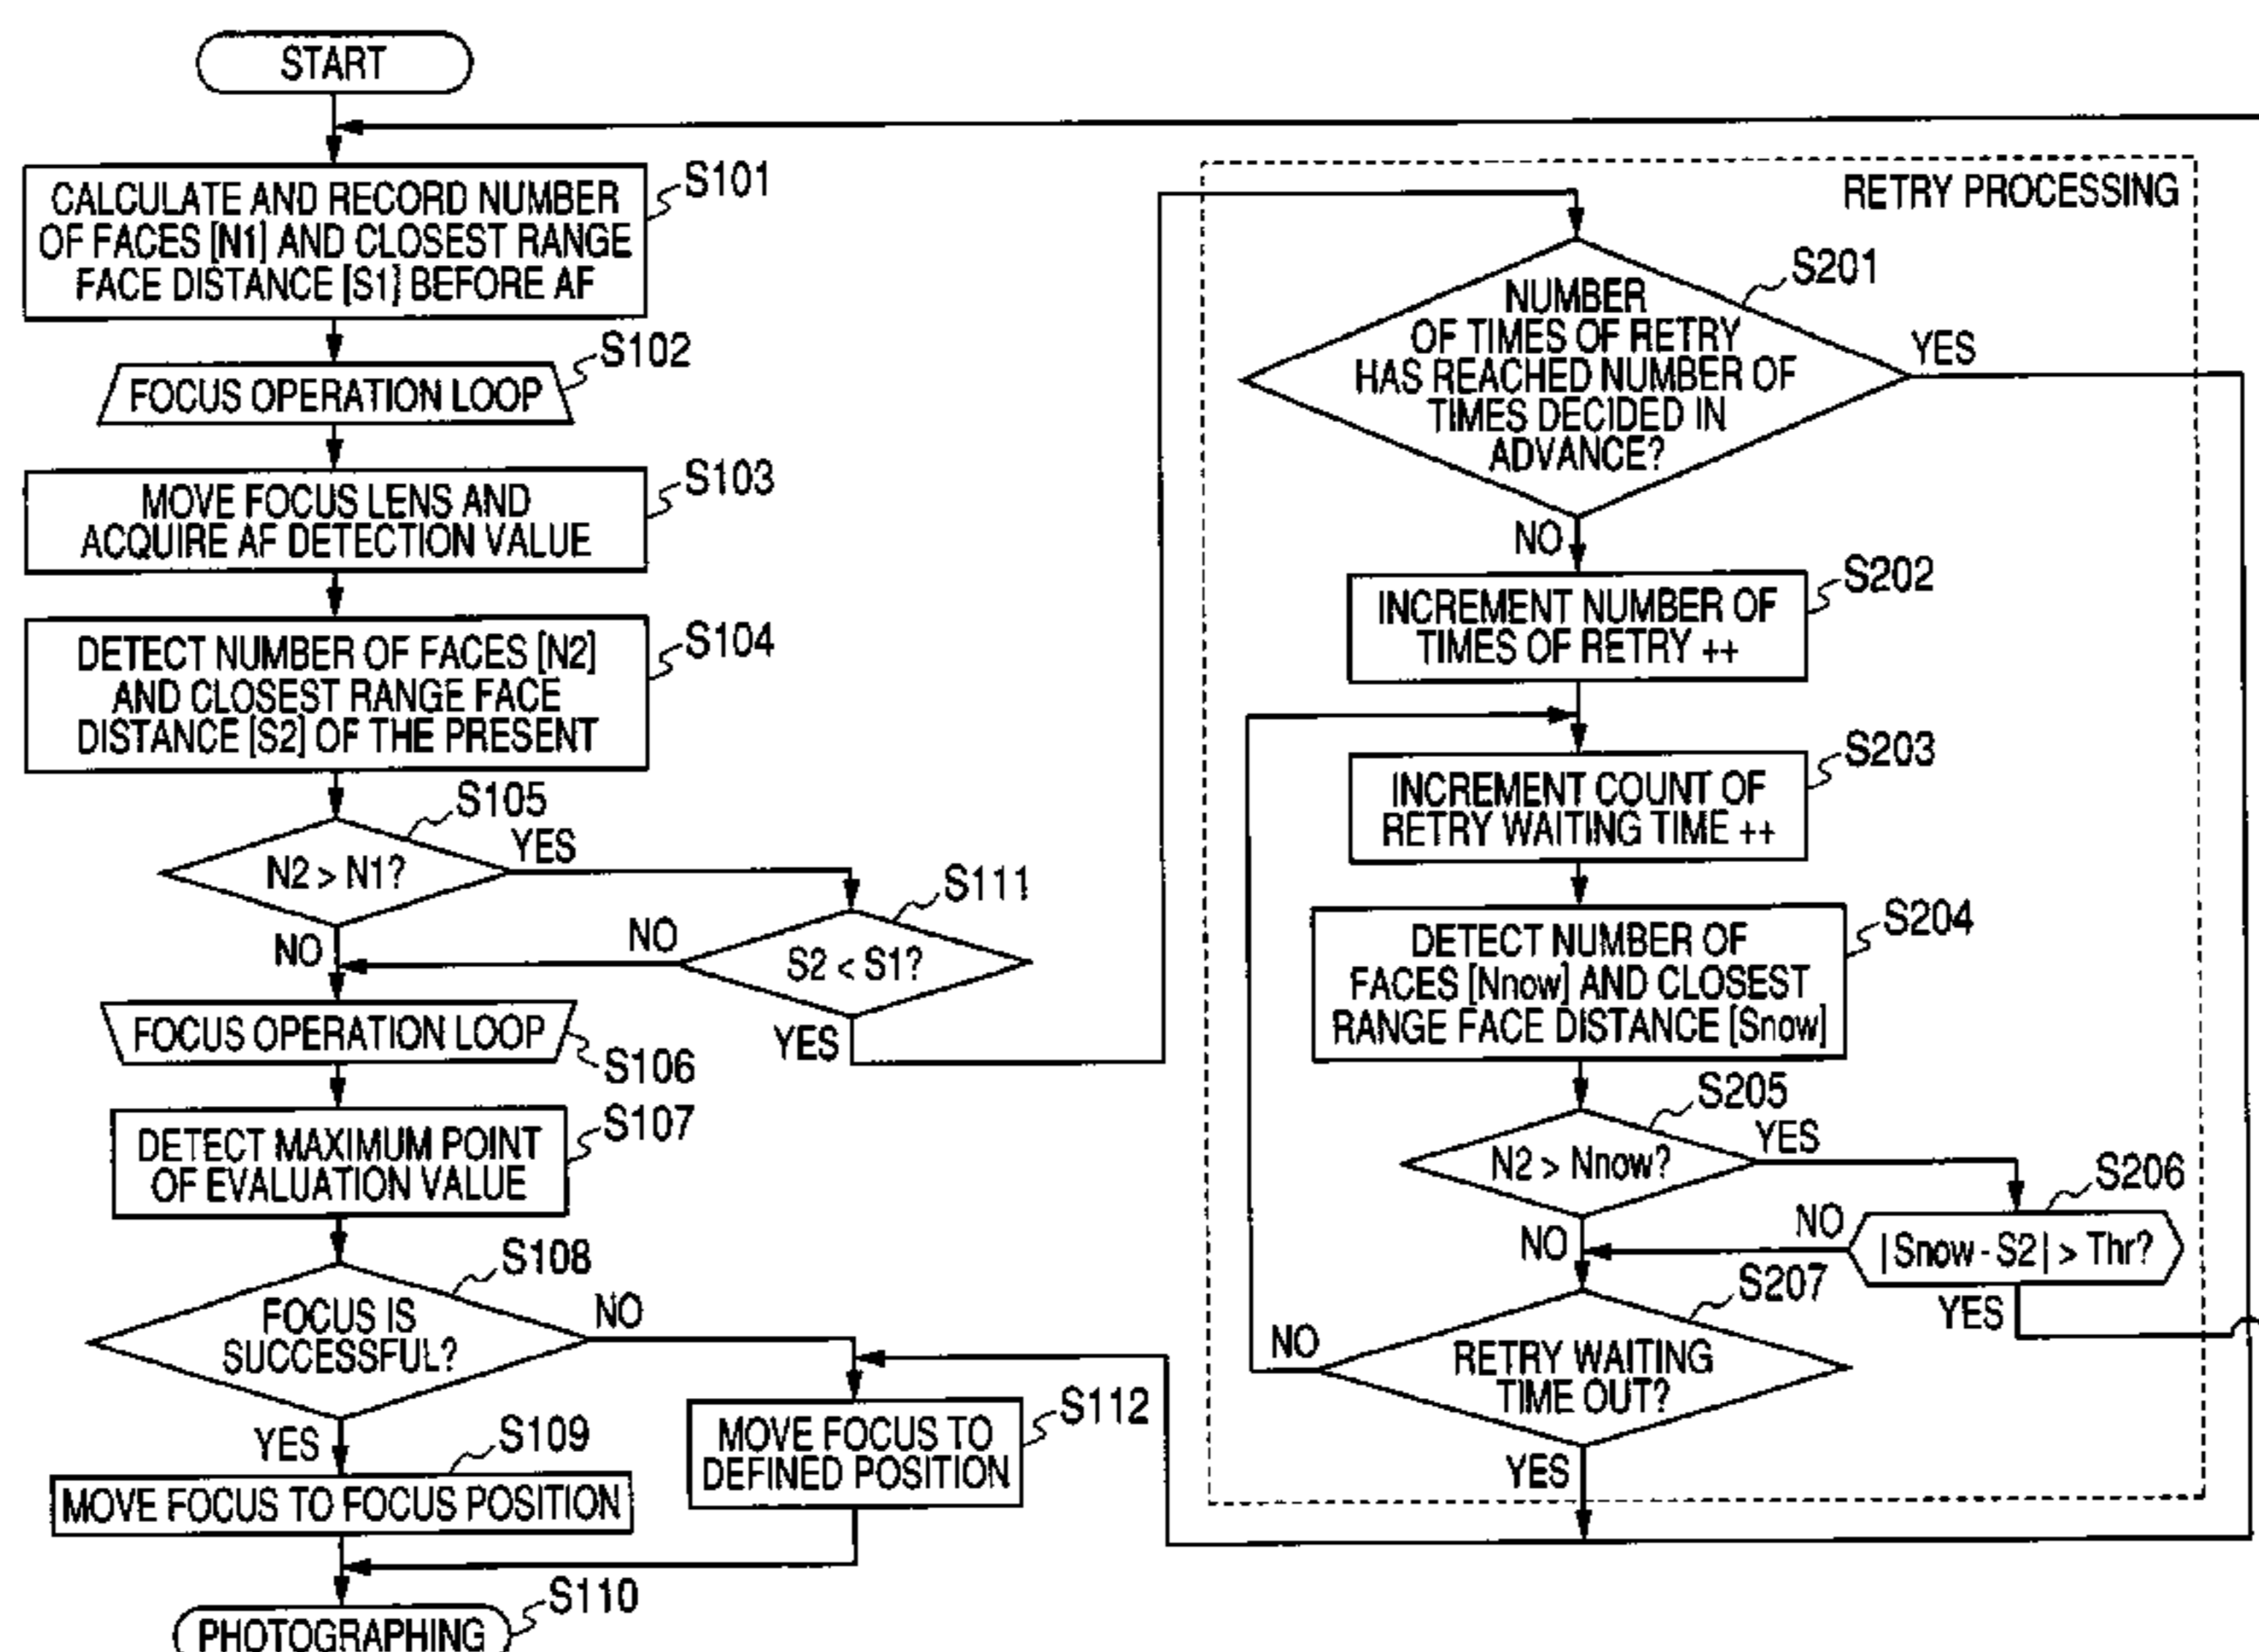 START
CALCULATE AND RECORD NUMBER
OF FACES [N1] AND CLOSEST RANGE
FACE DISTANCE [S1] BEFORE AF
S101
FOCUS OPERATION LOOP
S102
MOVE FOCUS LENS AND
ACQUIRE AF DETECTION VALUE
S103
DETECT NUMBER OF FACES [N2]
AND CLOSEST RANGE FACE
DISTANCE [S2] OF THE PRESENT
S104
S105
N2 > N1?
YES
NO
S111
S2 < S1?
NO
YES
FOCUS OPERATION LOOP
S106
DETECT MAXIMUM POINT
OF EVALUATION VALUE
S107
S108
FOCUS IS
SUCCESSFUL?
NO
YES
S109
MOVE FOCUS TO FOCUS POSITION
MOVE FOCUS TO
DEFINED POSITION
S112
S110
PHOTOGRAPHING
RETRY PROCESSING
S201
NUMBER
OF TIMES OF RETRY
HAS REACHED NUMBER OF
TIMES DECIDED IN
ADVANCE?
YES
NO
S202
INCREMENT NUMBER OF
TIMES OF RETRY ++
S203
INCREMENT COUNT OF
RETRY WAITING TIME ++
S204
DETECT NUMBER OF
FACES [Nnow] AND CLOSEST
RANGE FACE DISTANCE [Snow]
S205
N2 > Nnow?
YES
NO
S206
|Snow - S2| > Thr?
NO
YES
S207
RETRY WAITING
TIME OUT?
NO
YES